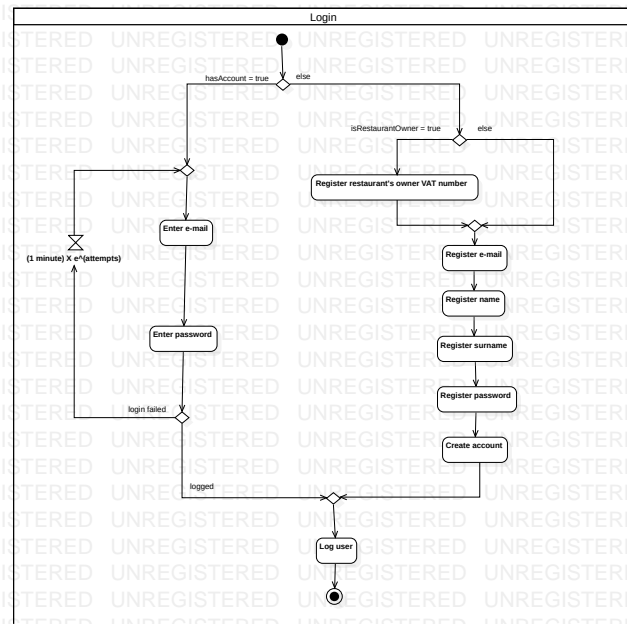 Login
hasAccount = true
else
isRestaurantOwner = true
else
Register restaurant's owner VAT number
Enter e-mail
Register e-mail
(1 minute) X e^(attempts)
Register name
Enter password
Register surname
Register password
login failed
Create account
logged
Log user
UNREGISTERED